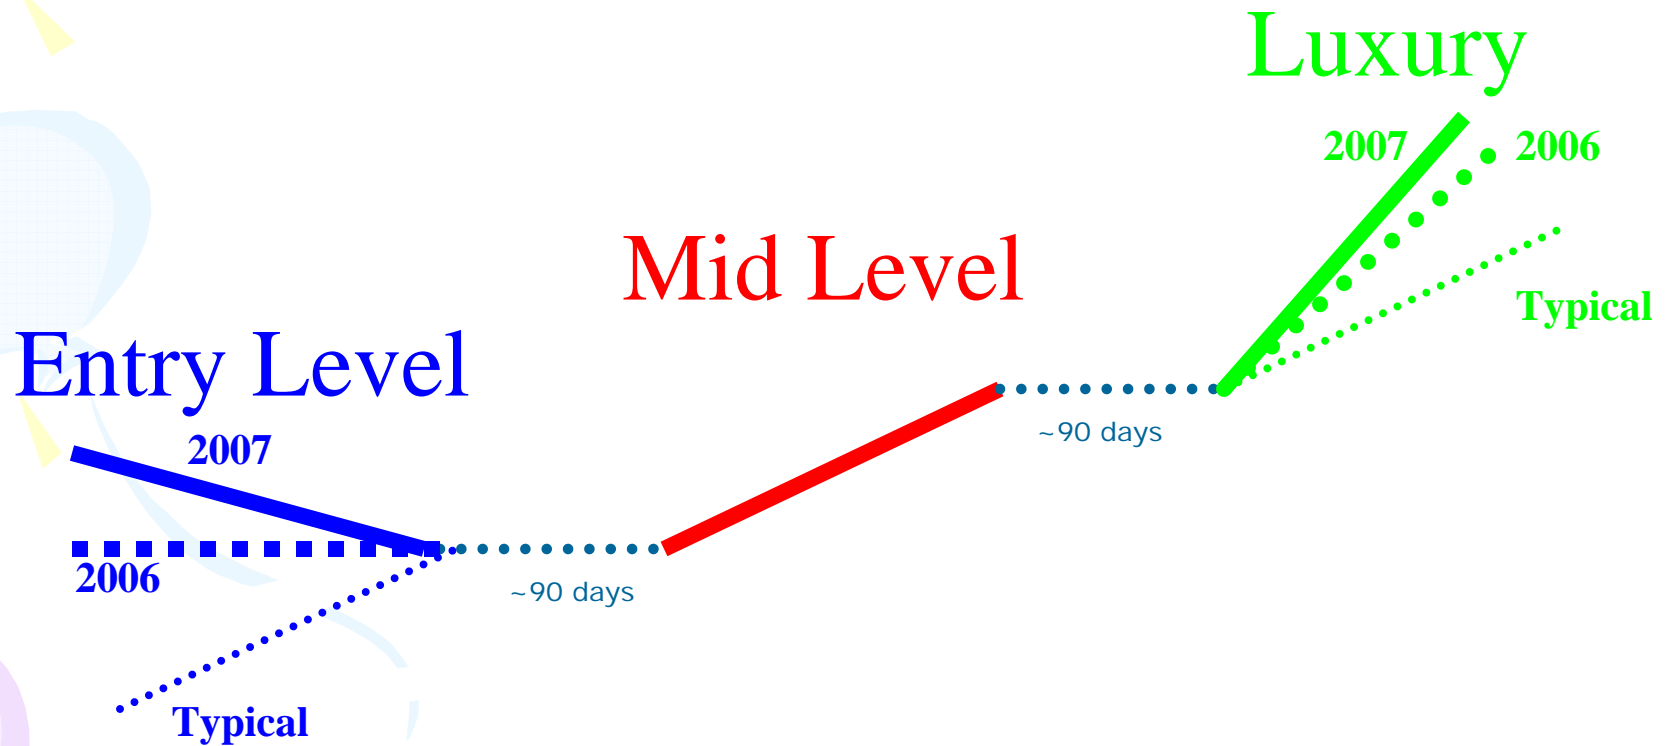 Luxury
2007
2006
Mid Level
Typical
Entry Level
2007
~90 days
2006
~90 days
Typical